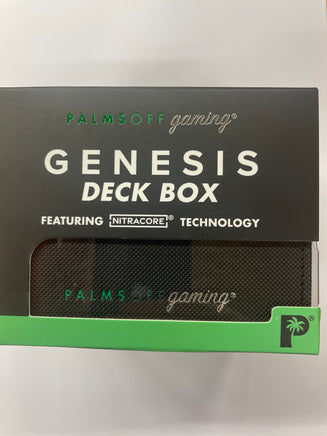 PALMSOFF gaming®
GENESIS
DECK BOX
FEATURING NITRACORE® TECHNOLOGY
PALMSOFF gaming®
P®